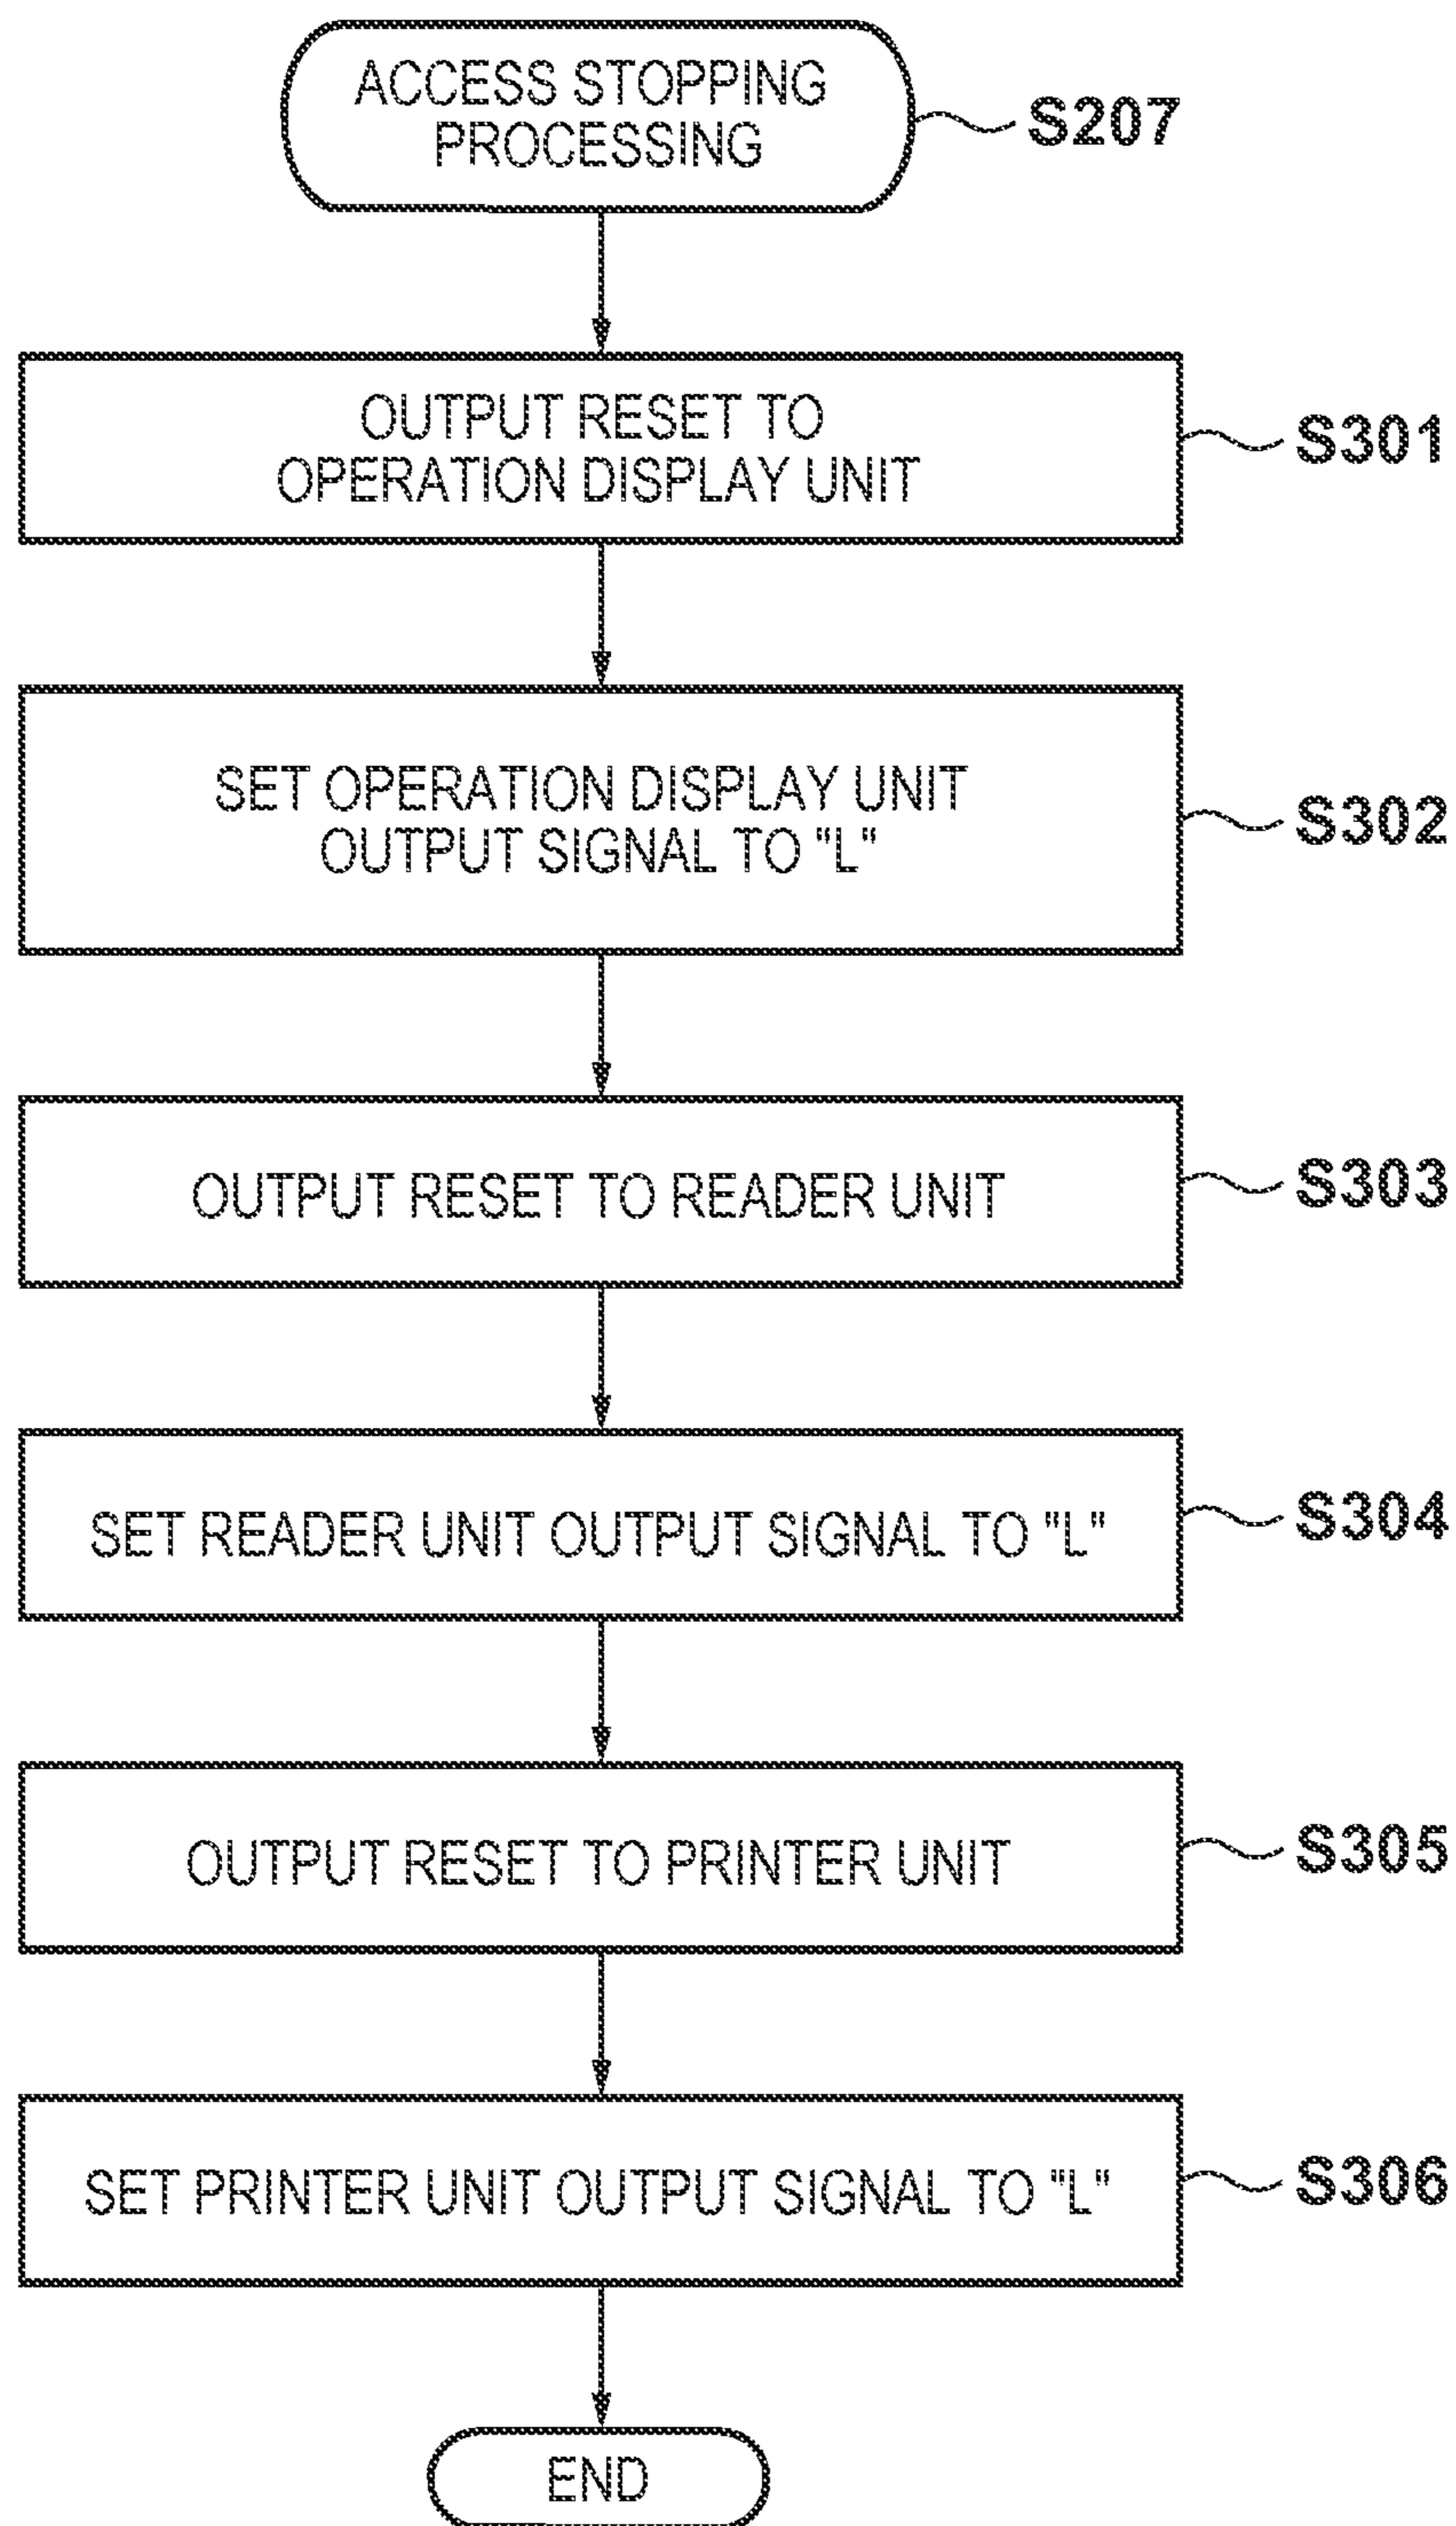 ACCESS STOPPING
PROCESSING
S207
OUTPUT RESET TO
OPERATION DISPLAY UNIT
S301
SET OPERATION DISPLAY UNIT
OUTPUT SIGNAL TO "L"
S302
OUTPUT RESET TO READER UNIT
S303
SET READER UNIT OUTPUT SIGNAL TO "L"
S304
OUTPUT RESET TO PRINTER UNIT
S305
SET PRINTER UNIT OUTPUT SIGNAL TO "L"
S306
END